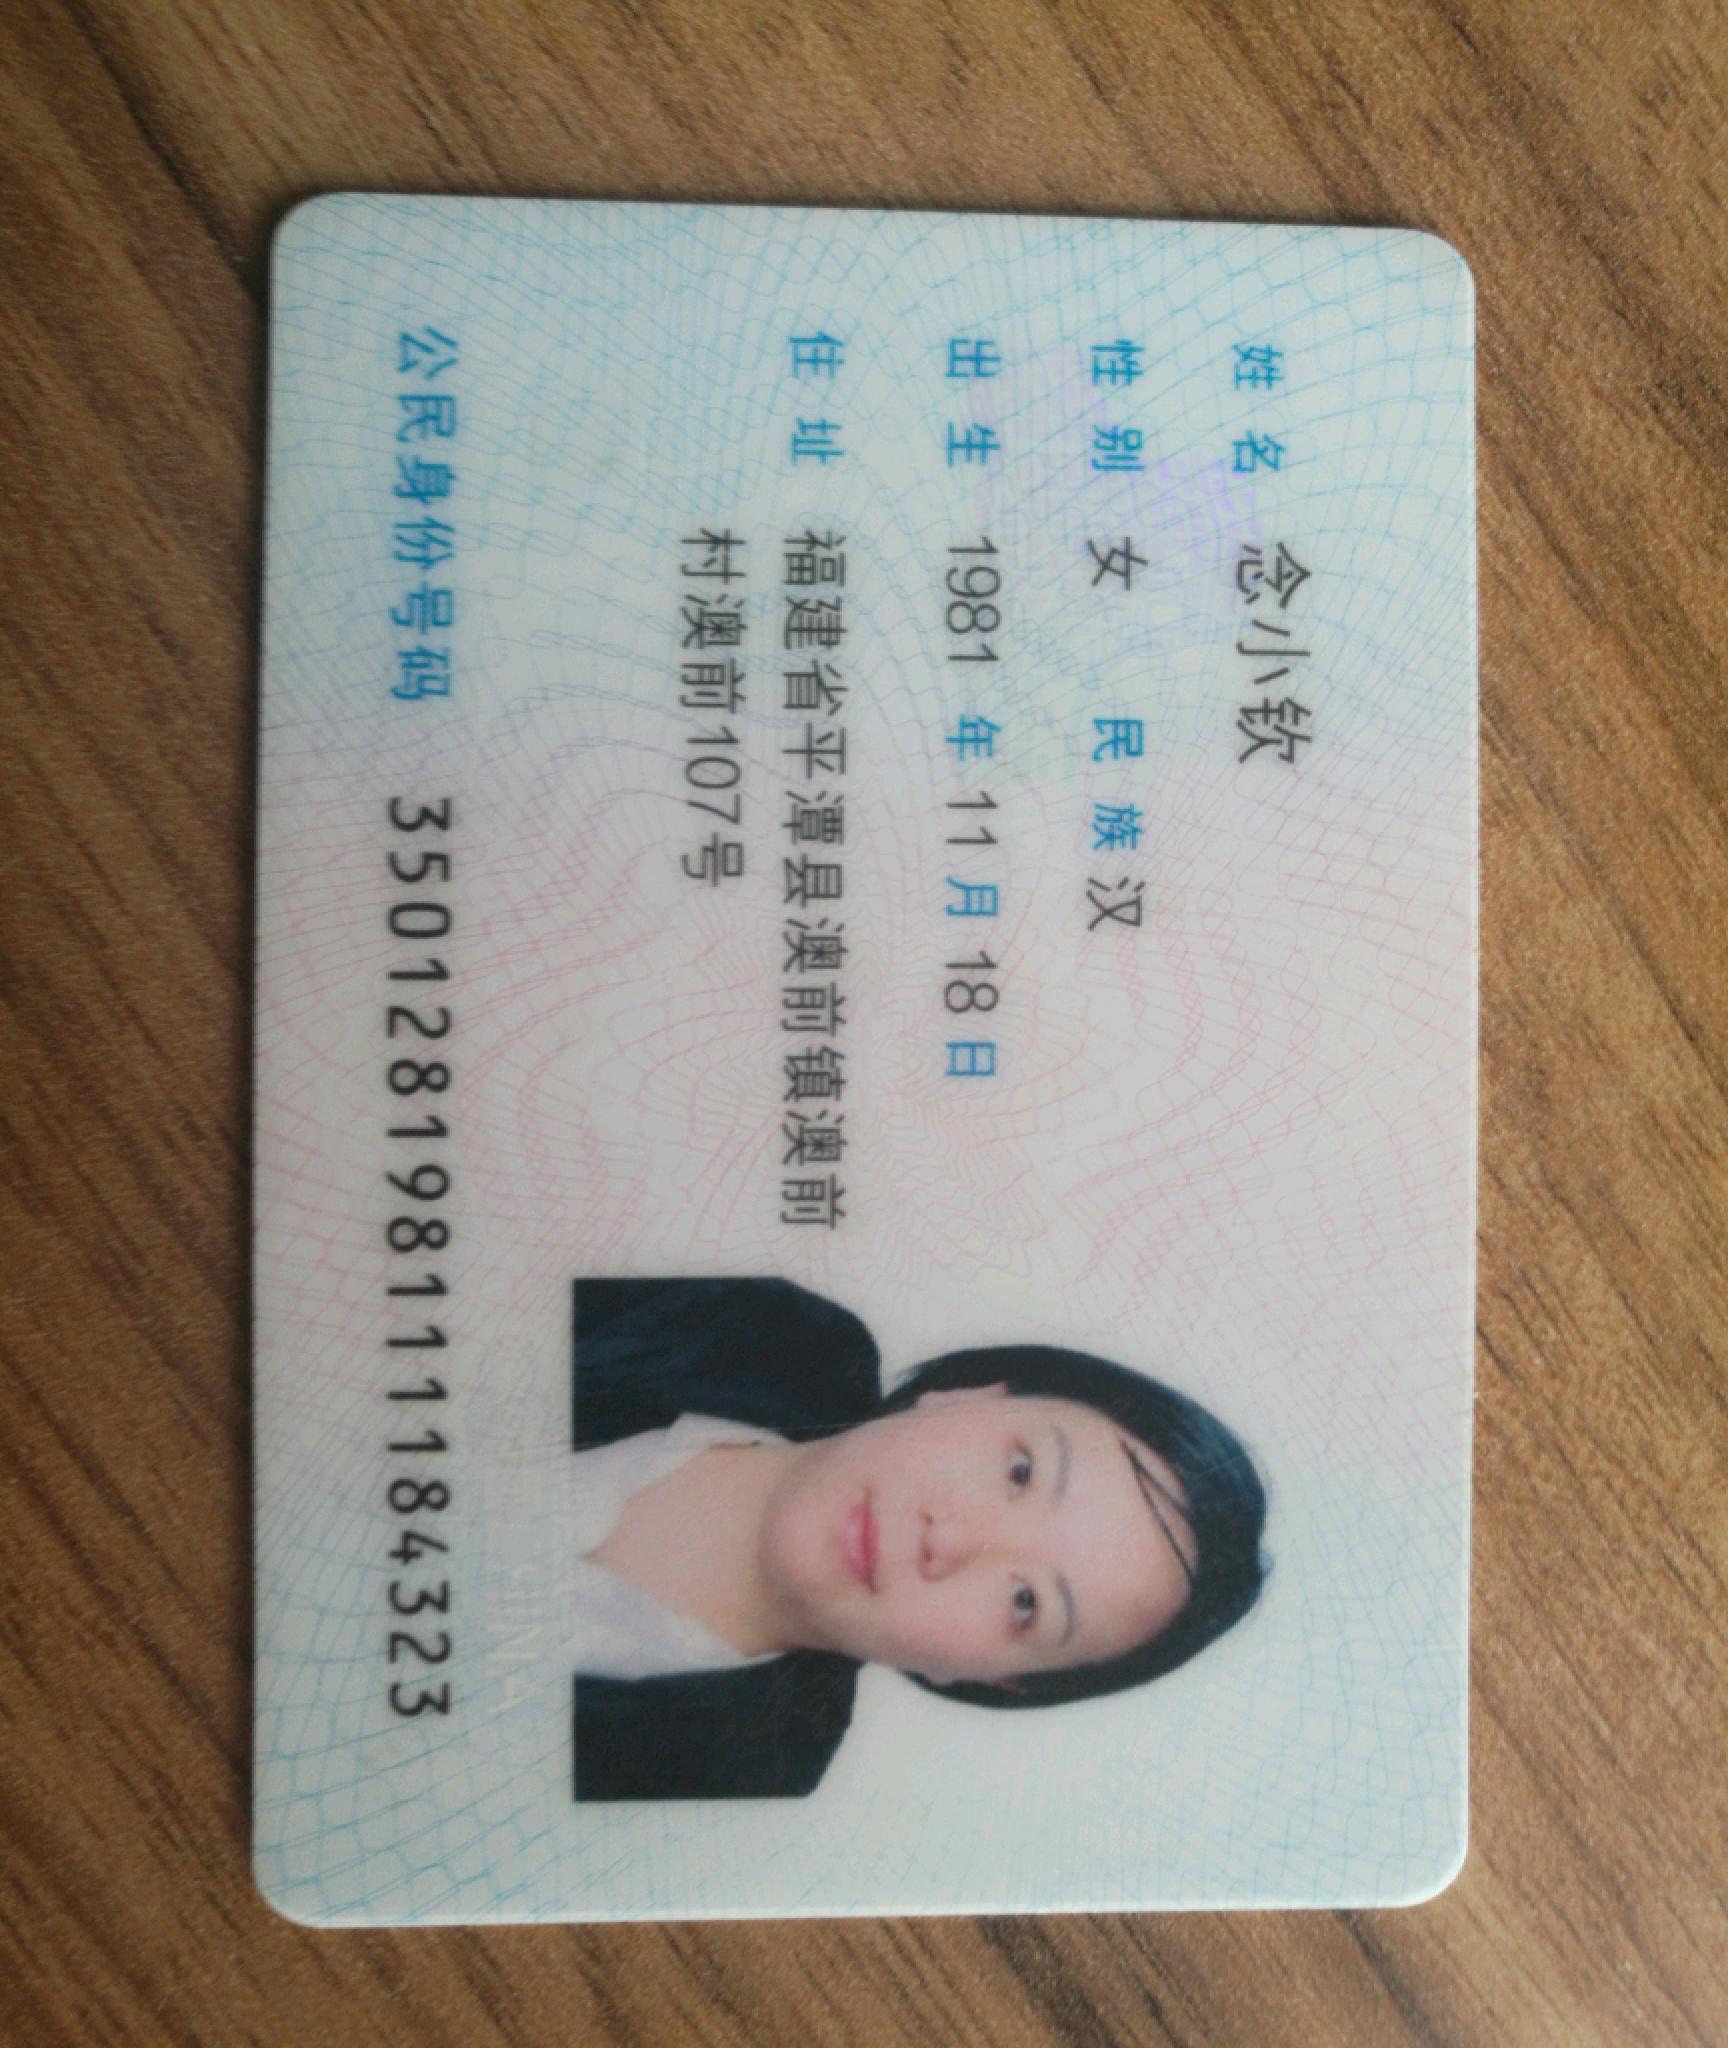 姓名 念小钦
性别 女 民族 汉
出生 1981 年 11 月 18 日
住址 福建省平潭县澳前镇澳前
村澳前107号
公民身份号码 350128198111184323